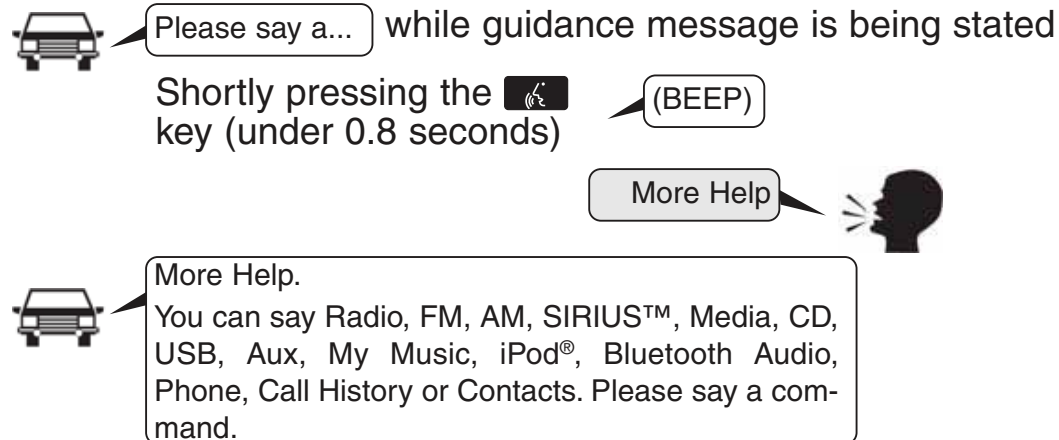 Please say a... while guidance message is being stated
Shortly pressing the
key (under 0.8 seconds)
(BEEP)
More Help
More Help.
You can say Radio, FM, AM, SIRIUS™, Media, CD,
USB, Aux, My Music, iPod®, Bluetooth Audio,
Phone, Call History or Contacts. Please say a com-
mand.